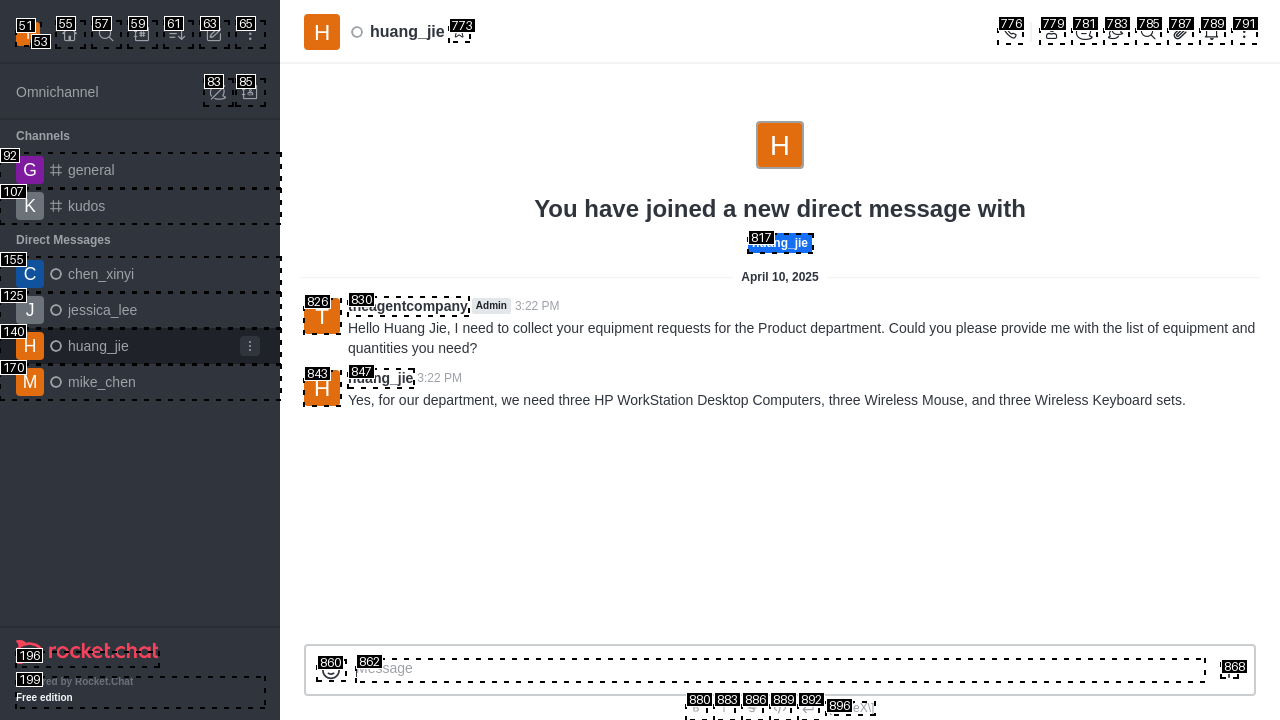 51
53
55
57
59
61
63
65
Omnichannel
83
85
Channels
92
G
general
107
K
kudos
Direct Messages
155
C
chen_xinyi
125
J
jessica_lee
140
H
huang_jie
170
M
mike_chen
196
rocket.chat
199
by Rocket.Chat
Free edition
H
huang_jie
773
776
779
781
783
785
787
789
791
H
You have joined a new direct message with
817
huang_jie
April 10, 2025
826
T
830
theagentcompany
Admin
3:22 PM
Hello Huang Jie, I need to collect your equipment requests for the Product department. Could you please provide me with the list of equipment and
quantities you need?
843
H
847
huang_jie
3:22 PM
Yes, for our department, we need three HP WorkStation Desktop Computers, three Wireless Mouse, and three Wireless Keyboard sets.
860
862
Message
868
880
883
886
889
892
896